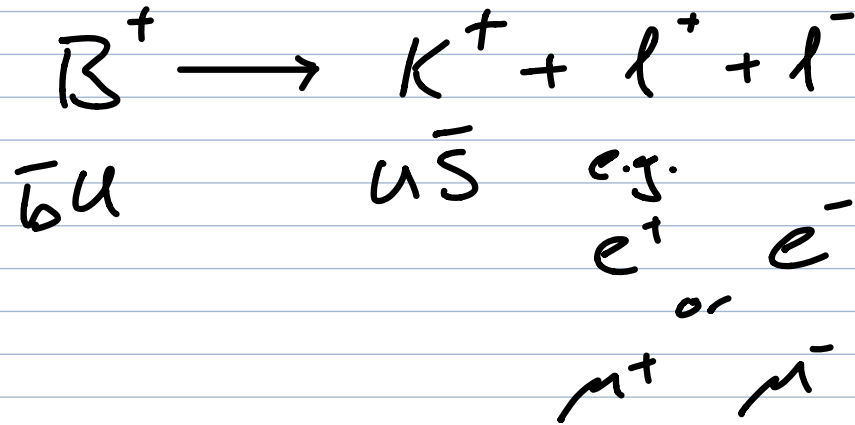 B⁺ ⟶ K⁺ + l⁺ + l⁻
b̄u us̄ e.g.
e⁺ e⁻
or
μ⁺ μ⁻